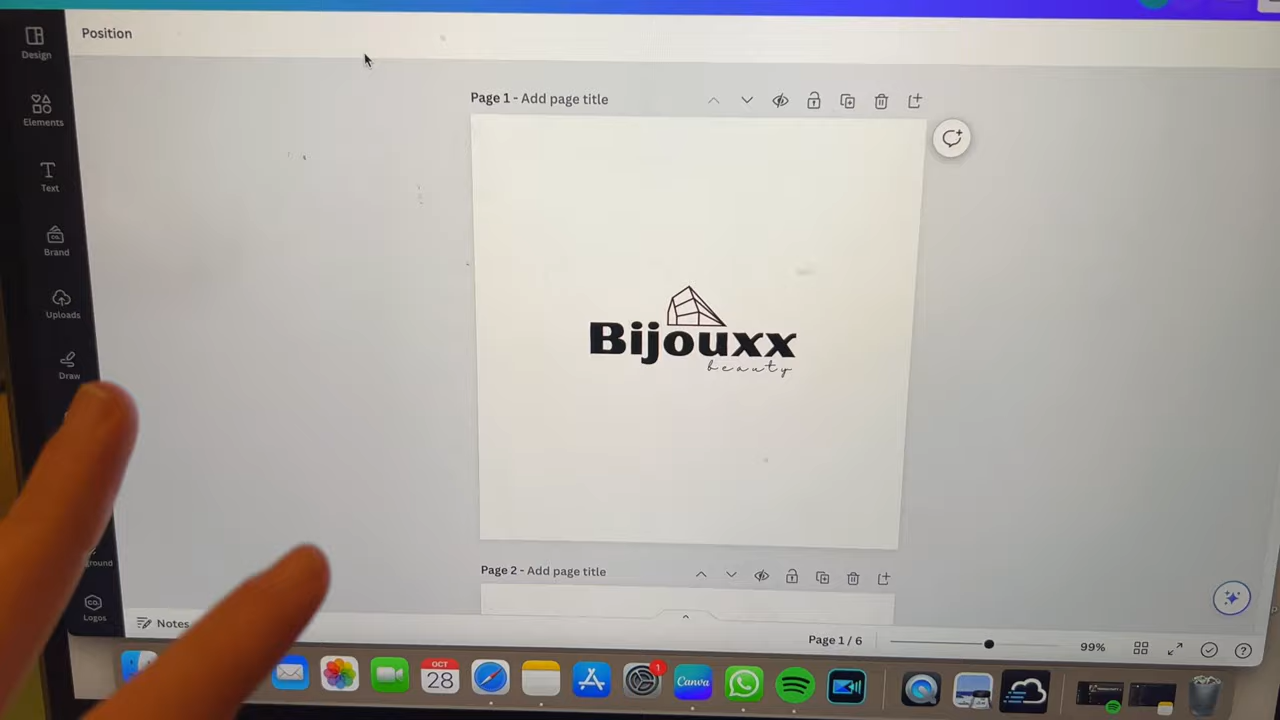 Position
Design
Elements
Text
Brand
Uploads
Draw
Logos
Page 1 - Add page title
Bijouxx
beauty
Page 2 - Add page title
Notes
Page 1 / 6
99%
OCT
28
1
Canva